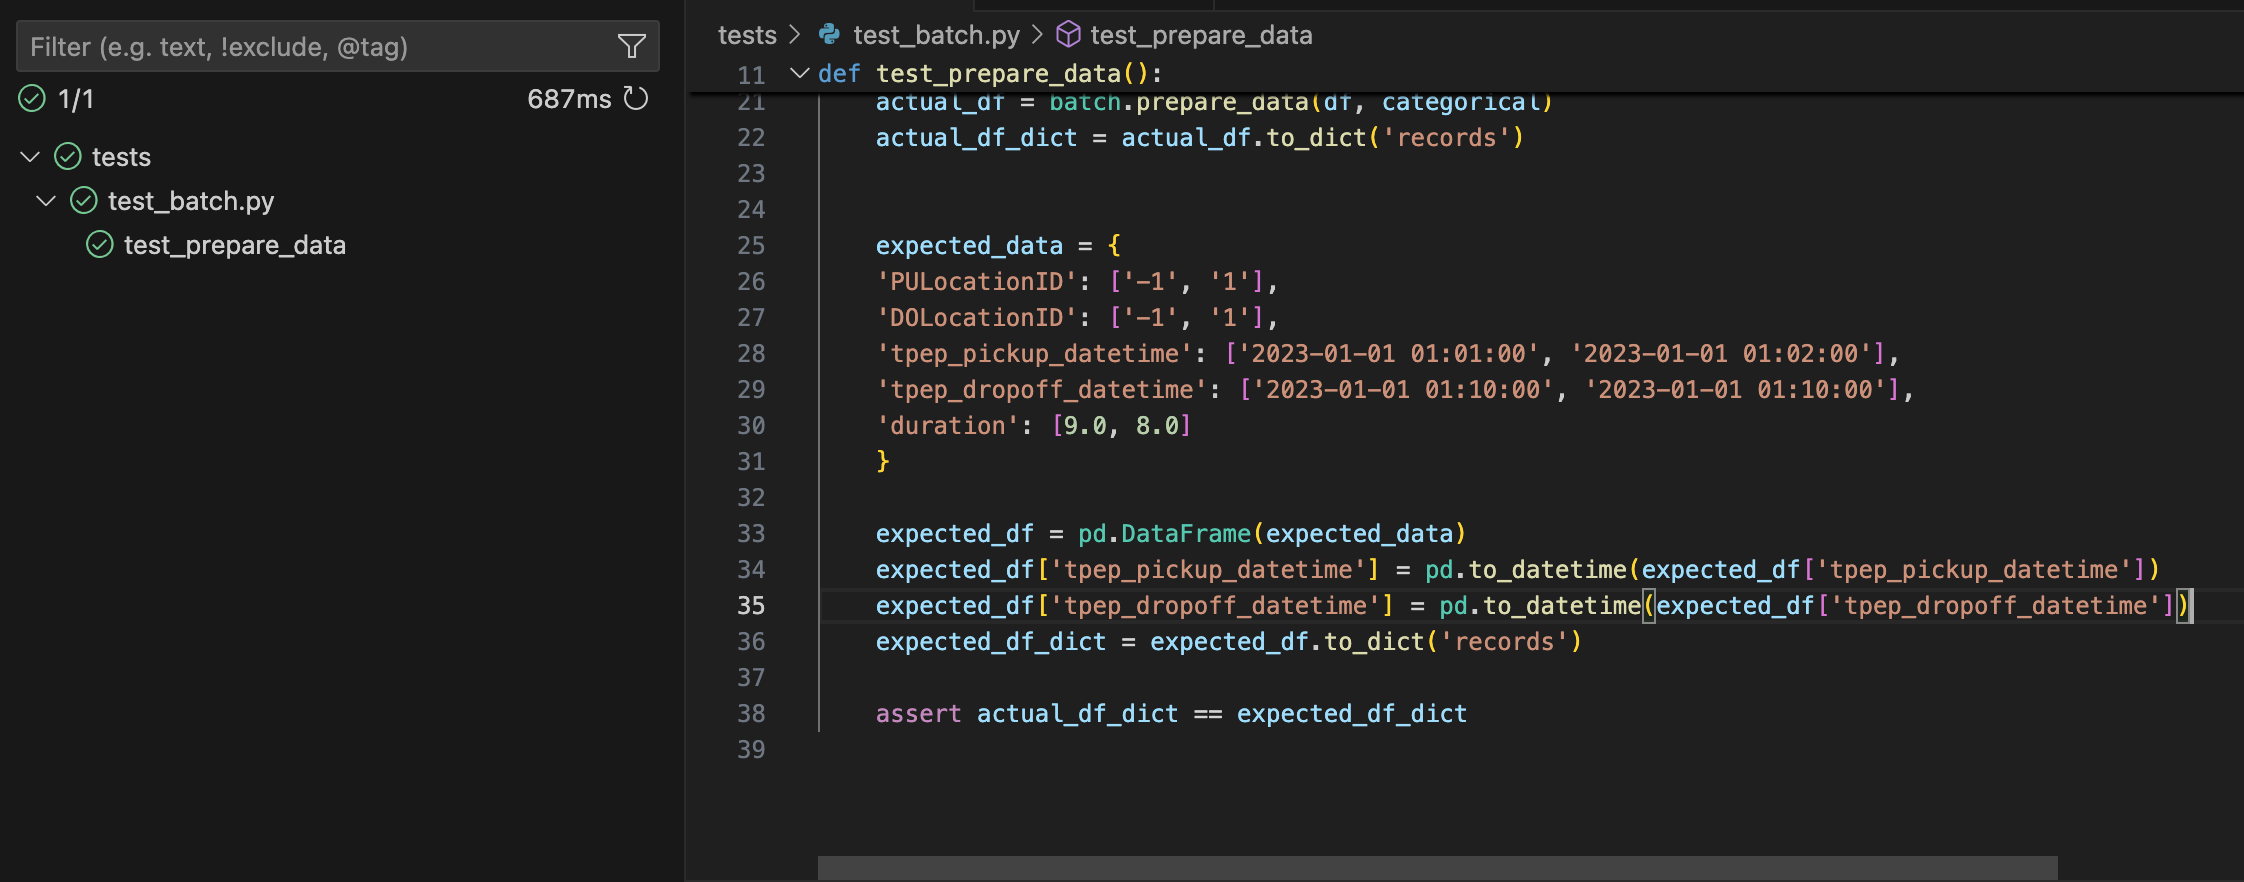 Filter (e.g. text, !exclude, @tag)
1/1 687ms
tests
test_batch.py
test_prepare_data
tests > test_batch.py > test_prepare_data
11 def test_prepare_data():
21 actual_df = batch.prepare_data(df, categorical)
22 actual_df_dict = actual_df.to_dict('records')
23
24
25 expected_data = {
26 'PULocationID': ['-1', '1'],
27 'DOLocationID': ['-1', '1'],
28 'tpep_pickup_datetime': ['2023-01-01 01:01:00', '2023-01-01 01:02:00'],
29 'tpep_dropoff_datetime': ['2023-01-01 01:10:00', '2023-01-01 01:10:00'],
30 'duration': [9.0, 8.0]
31 }
32
33 expected_df = pd.DataFrame(expected_data)
34 expected_df['tpep_pickup_datetime'] = pd.to_datetime(expected_df['tpep_pickup_datetime'])
35 expected_df['tpep_dropoff_datetime'] = pd.to_datetime(expected_df['tpep_dropoff_datetime'])
36 expected_df_dict = expected_df.to_dict('records')
37
38 assert actual_df_dict == expected_df_dict
39